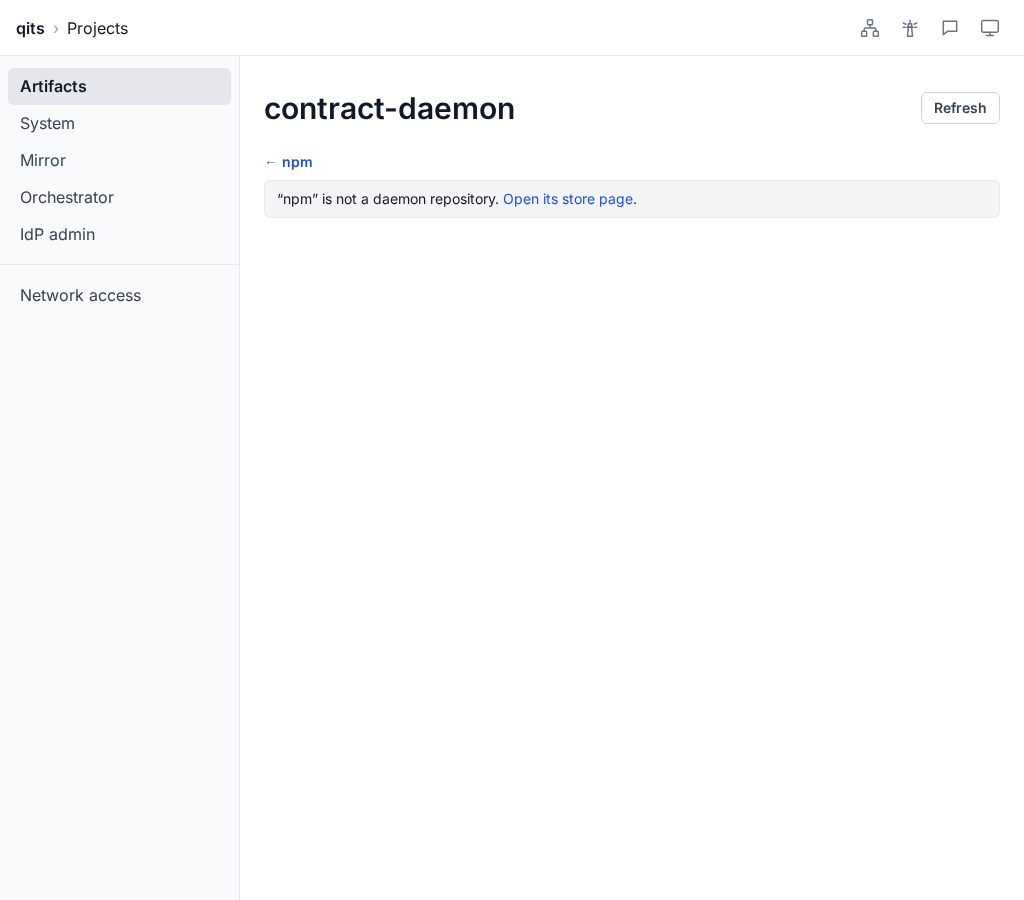 qits › Projects
Artifacts
System
Mirror
Orchestrator
IdP admin
Network access
contract-daemon
Refresh
← npm
“npm” is not a daemon repository. Open its store page.